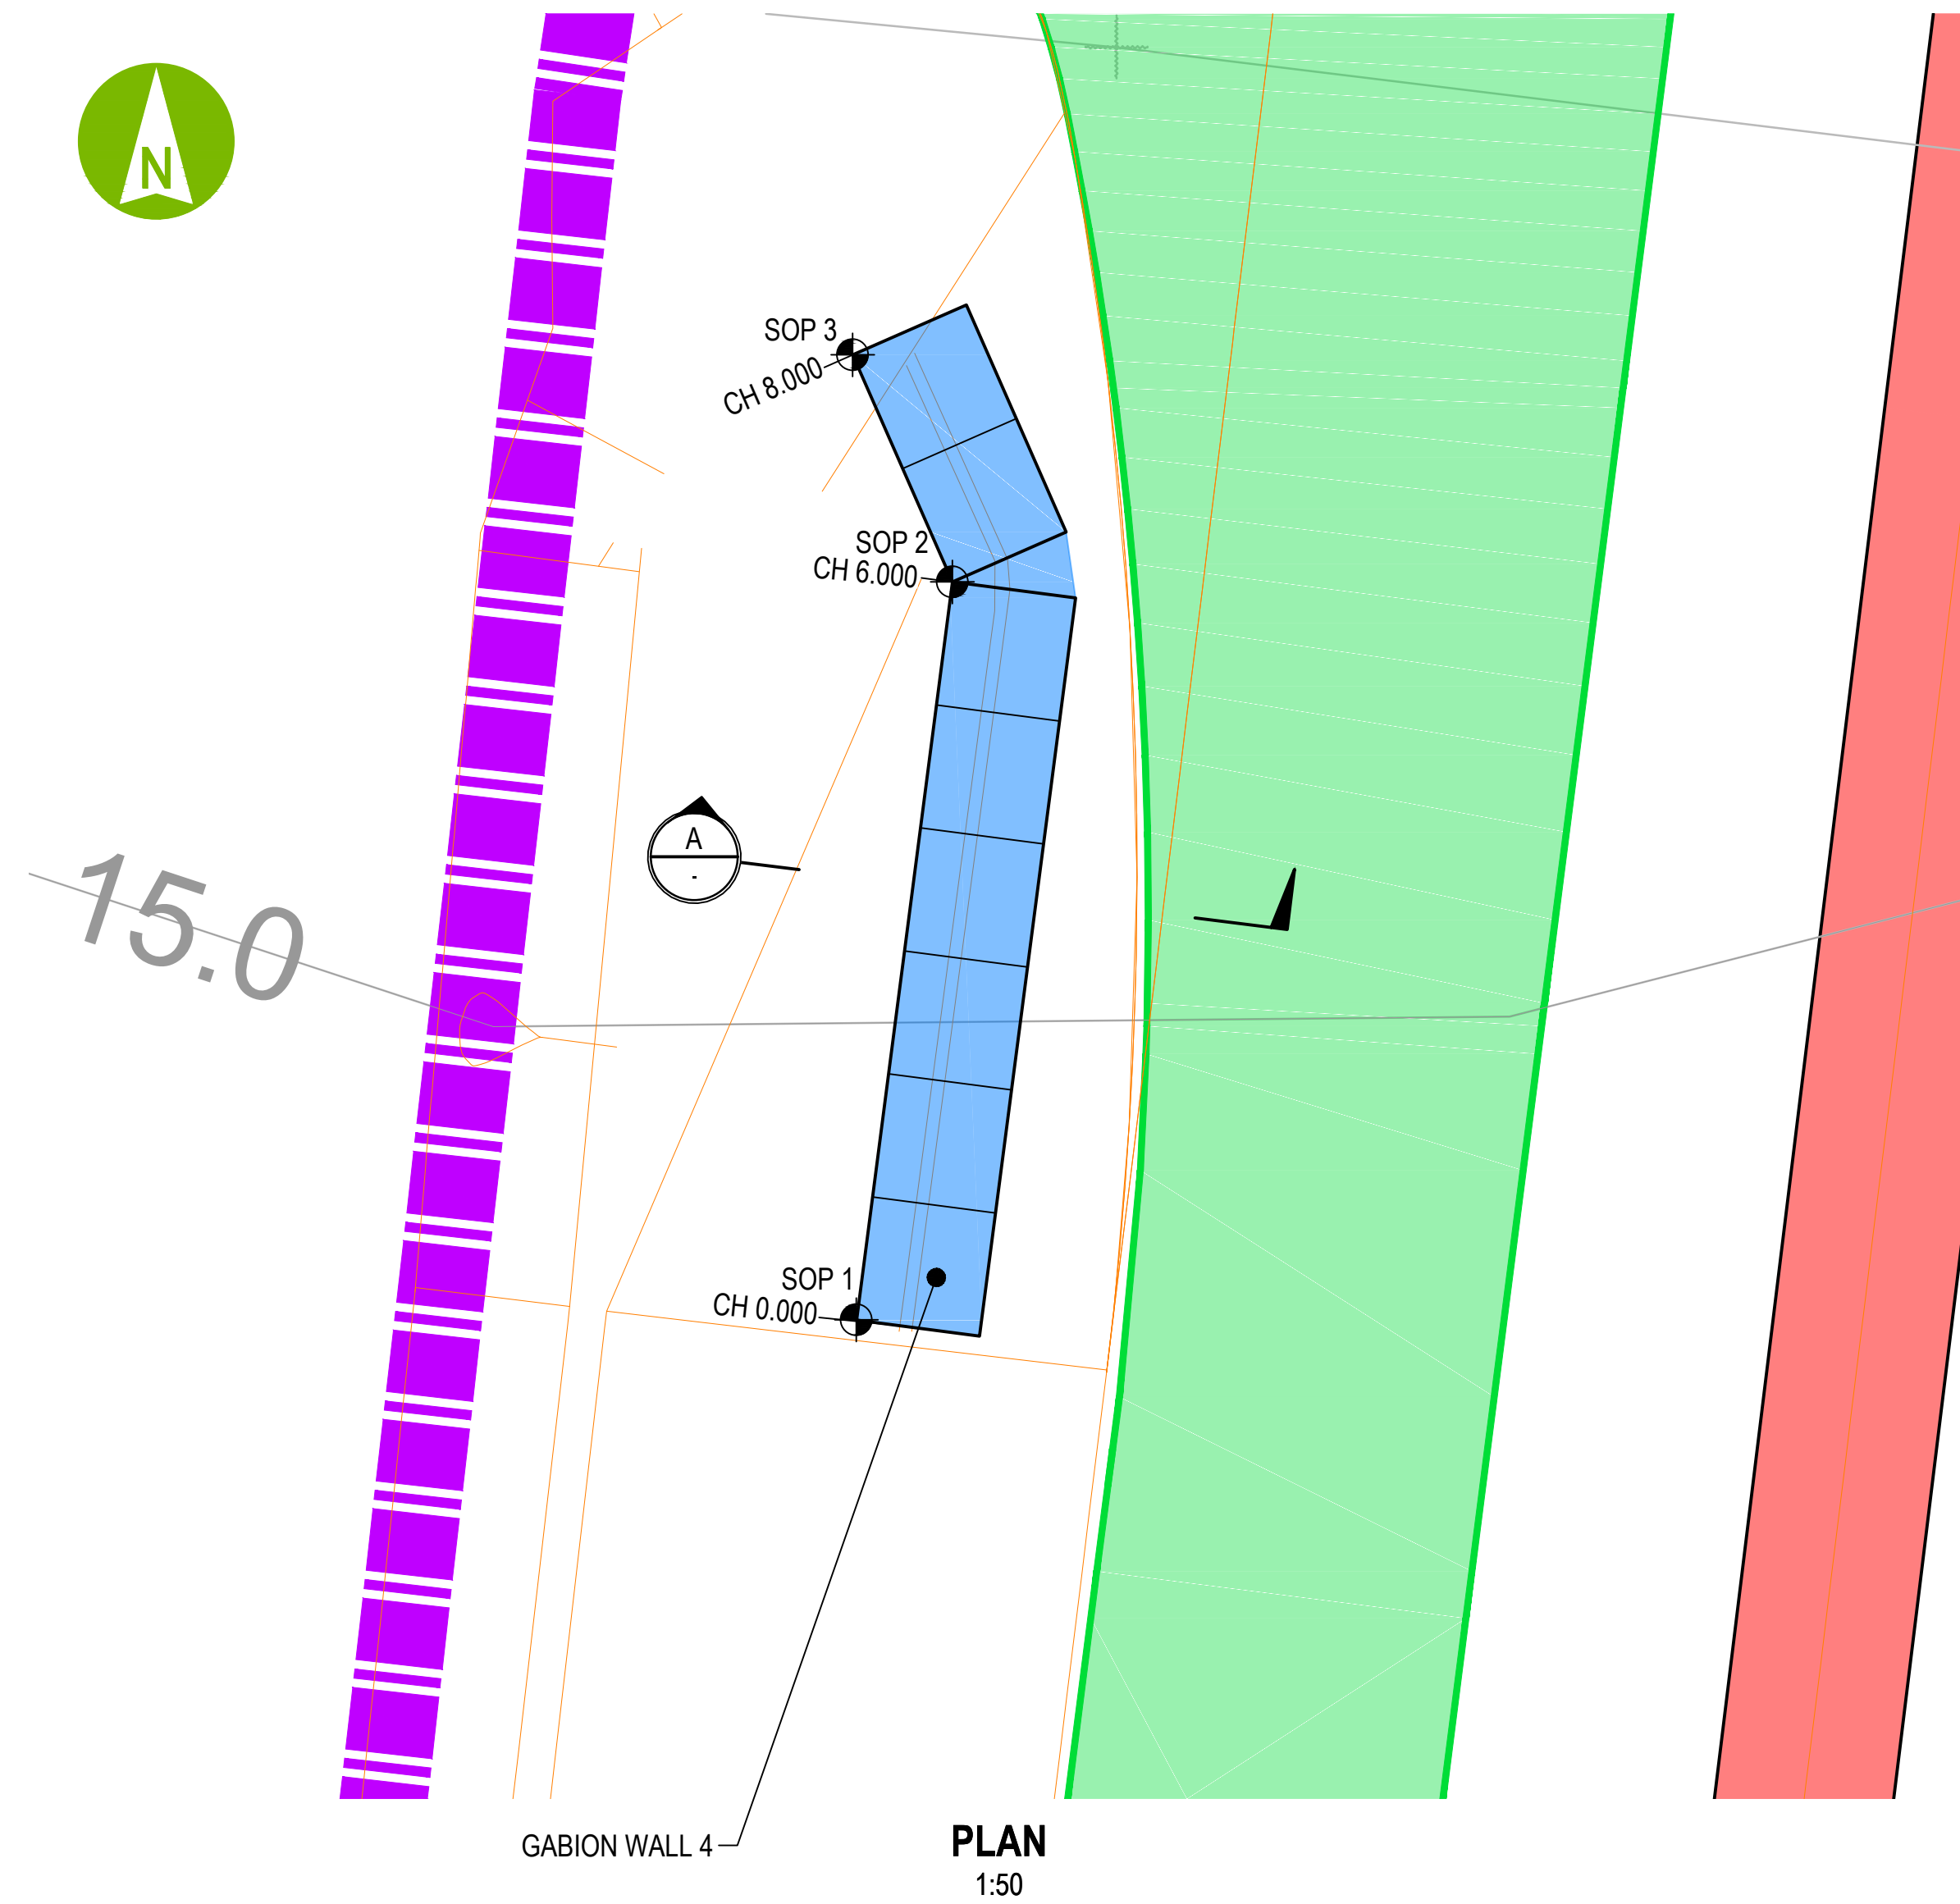 N
SOP 3
CH 8.000
SOP 2
CH 6.000
A
-
15.0
SOP 1
CH 0.000
GABION WALL 4
PLAN
1:50